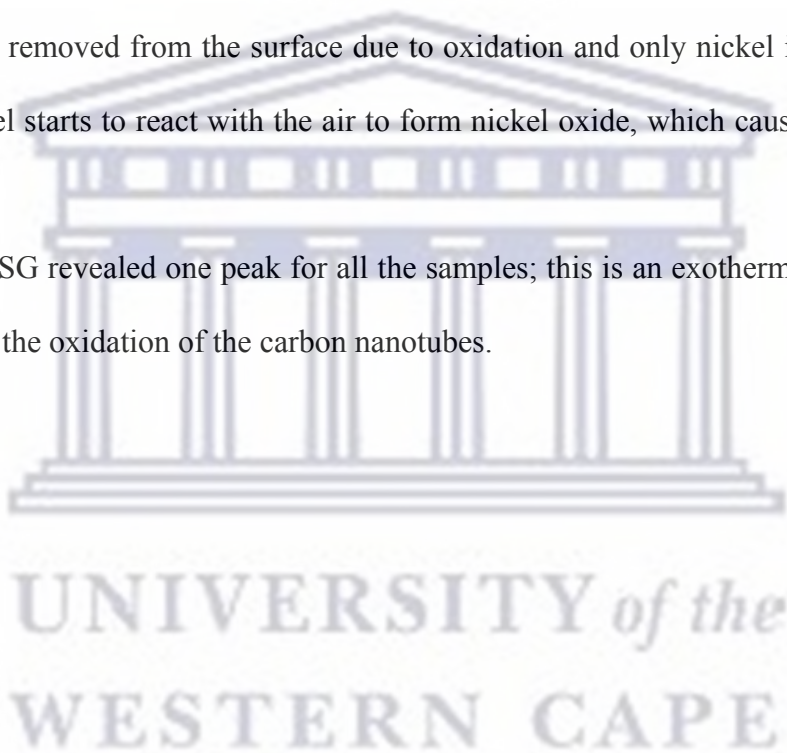 removed from the surface due to oxidation and only nickel i
el starts to react with the air to form nickel oxide, which caus
SG revealed one peak for all the samples; this is an exotherm
the oxidation of the carbon nanotubes.
UNIVERSITY of the
WESTERN CAPE